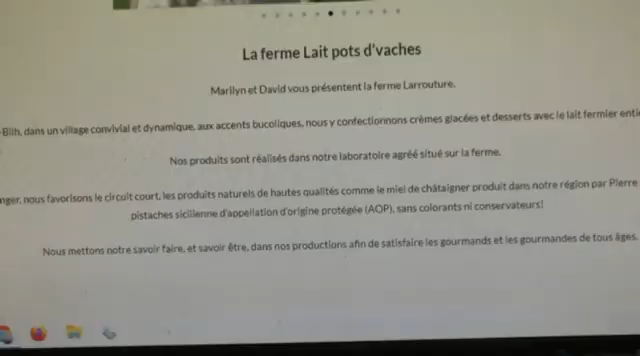 La ferme Lait pots d'vaches
Marilyn et David vous présentent la ferme Larrouture.
-Bilh, dans un village convivial et dynamique, aux accents bucoliques, nous y confectionnons crèmes glacées et desserts avec le lait fermier enti
Nos produits sont réalisés dans notre laboratoire agréé situé sur la ferme.
nger, nous favorisons le circuit court, les produits naturels de hautes qualités comme le miel de châtaigner produit dans notre région par Pierre
pistaches sicilienne d'appellation d'origine protégée (AOP), sans colorants ni conservateurs!
Nous mettons notre savoir faire, et savoir être, dans nos productions afin de satisfaire les gourmands et les gourmandes de tous âges.